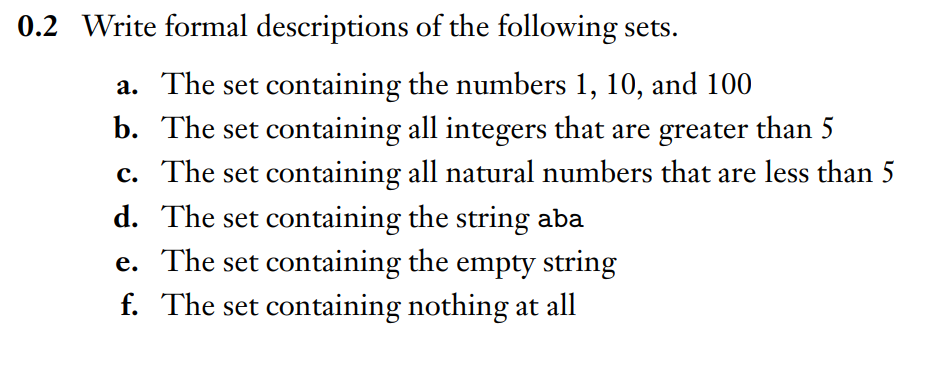 0.2 Write formal descriptions of the following sets.
a. The set containing the numbers 1, 10, and 100
b. The set containing all integers that are greater than 5
c. The set containing all natural numbers that are less than 5
d. The set containing the string aba
e. The set containing the empty string
f. The set containing nothing at all